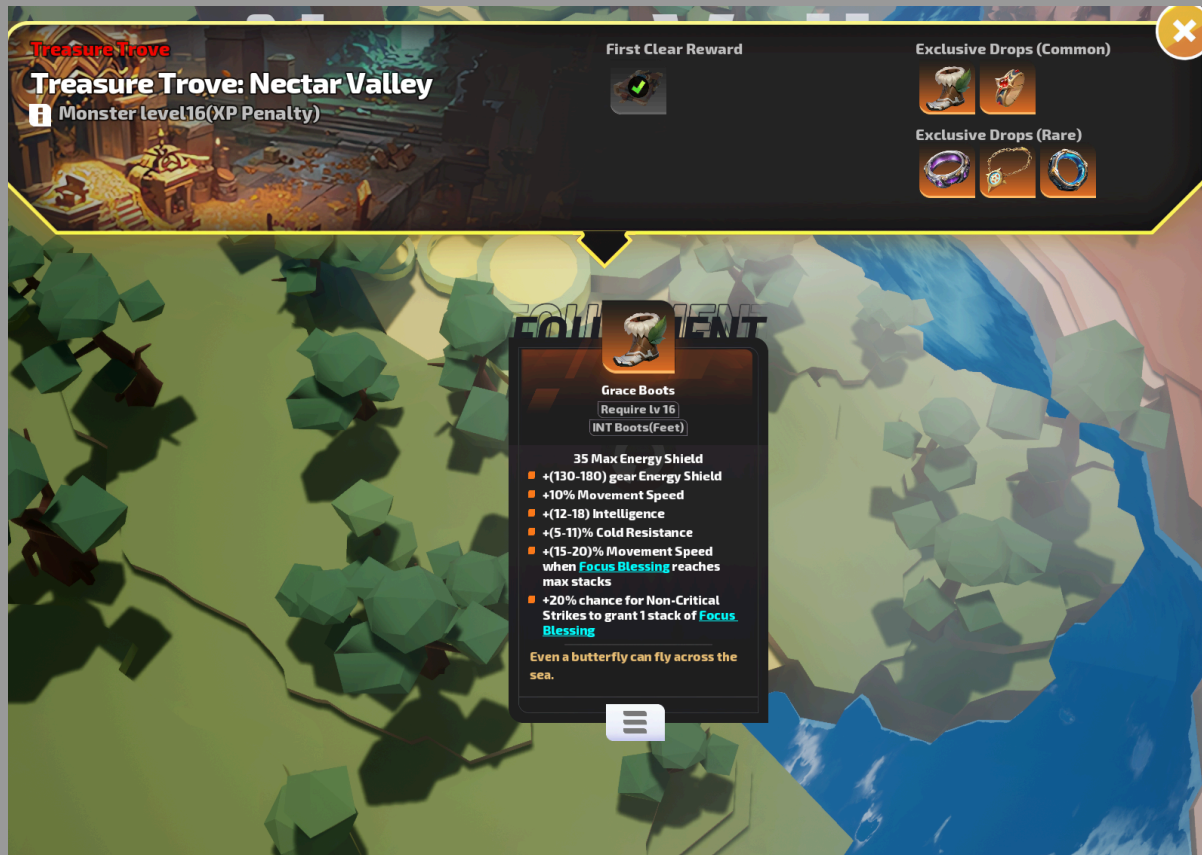 Treasure Trove
Treasure Trove: Nectar Valley
Monster level16(XP Penalty)
First Clear Reward
Exclusive Drops (Common)
Exclusive Drops (Rare)
EQUIPMENT
Grace Boots
Require lv 16
INT Boots(Feet)
35 Max Energy Shield
+(130-180) gear Energy Shield
+10% Movement Speed
+(12-18) Intelligence
+(5-11)% Cold Resistance
+(15-20)% Movement Speed
when Focus Blessing reaches
max stacks
+20% chance for Non-Critical
Strikes to grant 1 stack of Focus
Blessing
Even a butterfly can fly across the
sea.